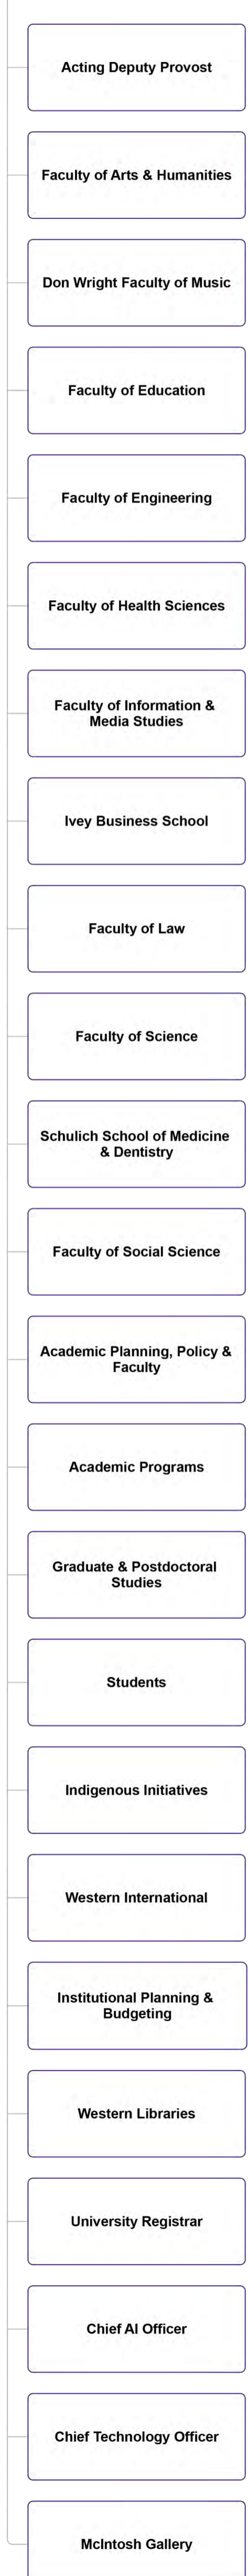 Acting Deputy Provost
Faculty of Arts & Humanities
Don Wright Faculty of Music
Faculty of Education
Faculty of Engineering
Faculty of Health Sciences
Faculty of Information &
Media Studies
Ivey Business School
Faculty of Law
Faculty of Science
Schulich School of Medicine
& Dentistry
Faculty of Social Science
Academic Planning, Policy &
Faculty
Academic Programs
Graduate & Postdoctoral
Studies
Students
Indigenous Initiatives
Western International
Institutional Planning &
Budgeting
Western Libraries
University Registrar
Chief AI Officer
Chief Technology Officer
McIntosh Gallery